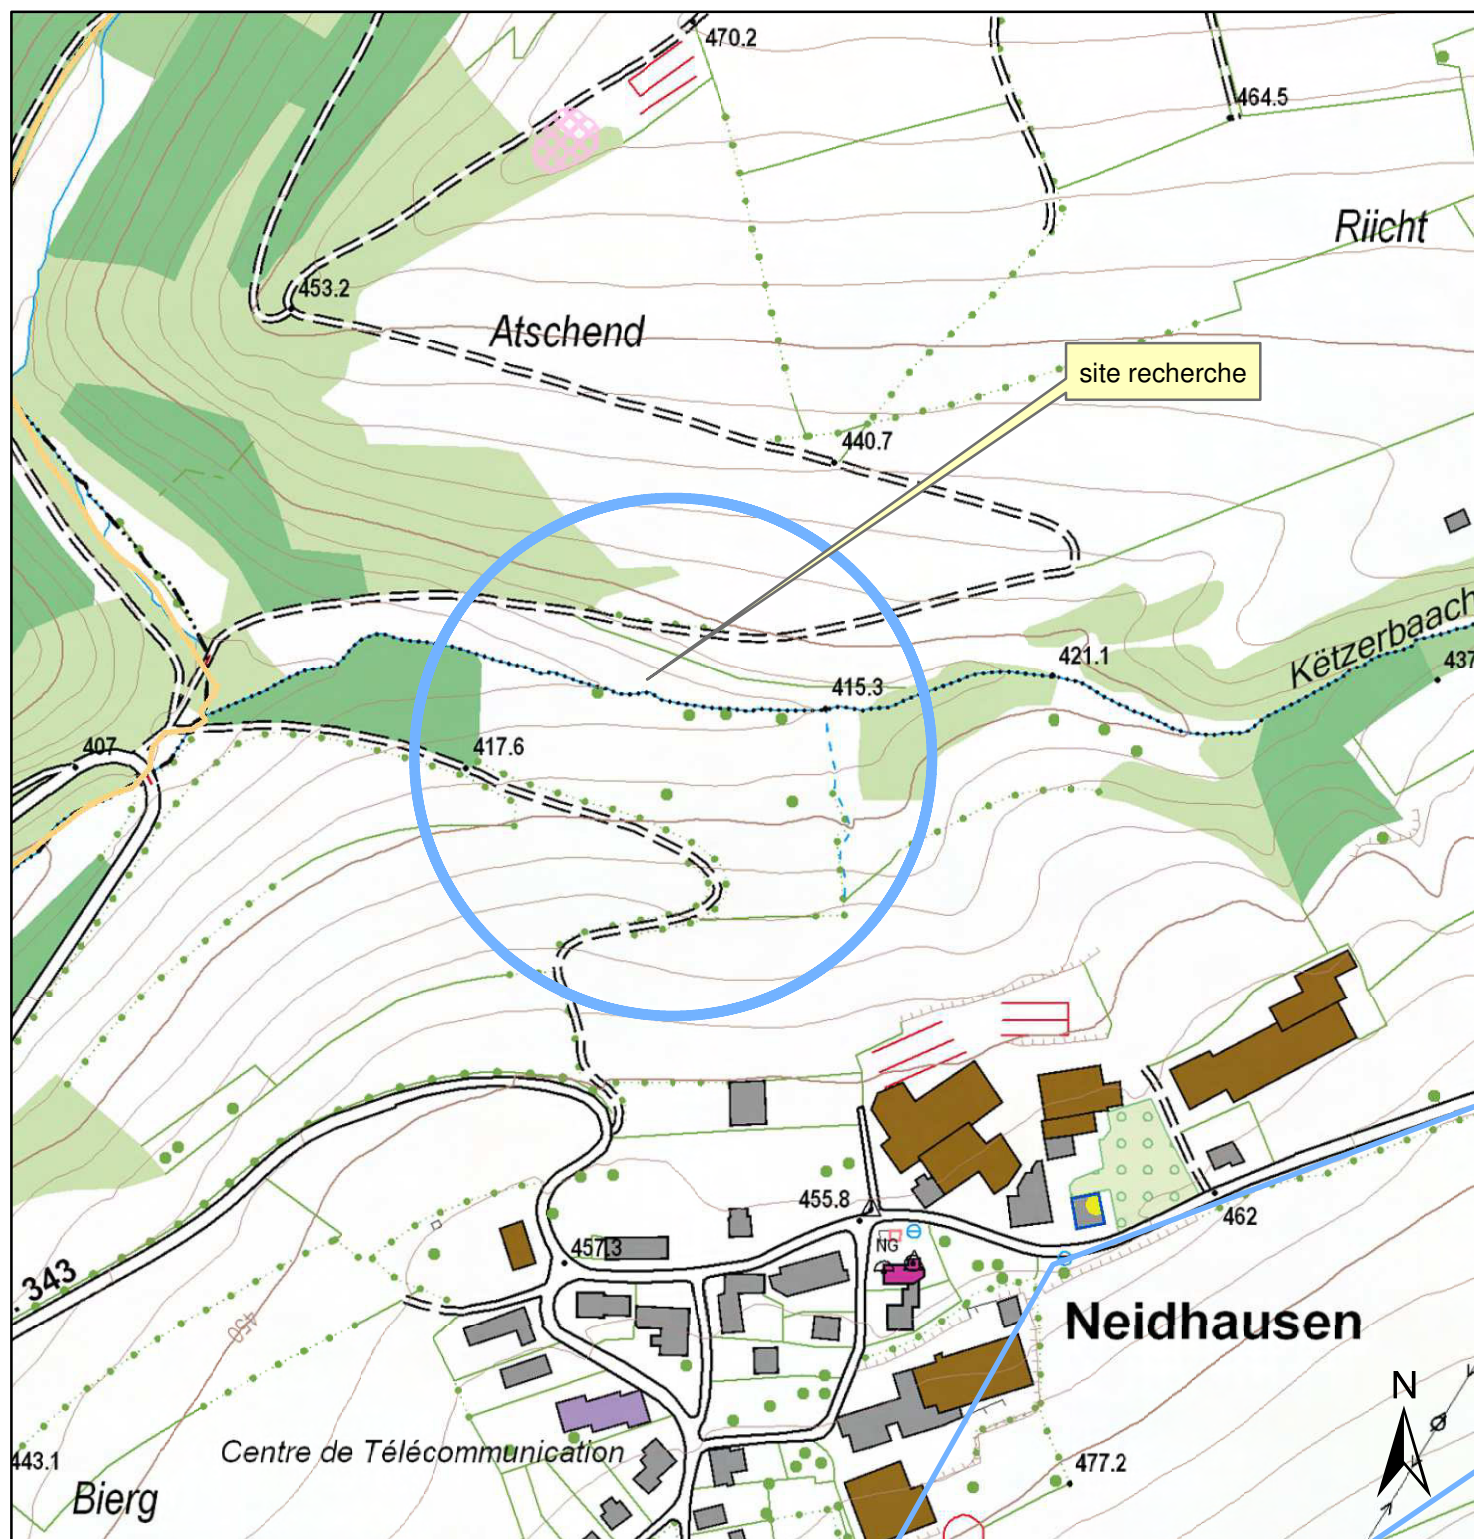 470.2
464.5
Riicht
453.2
Atschend
site recherche
440.7
Këtzerbaach
421.1
437
415.3
407
417.6
455.8
462
457.3
NG
343
450
Neidhausen
N
Centre de Télécommunication
443.1
477.2
Bierg